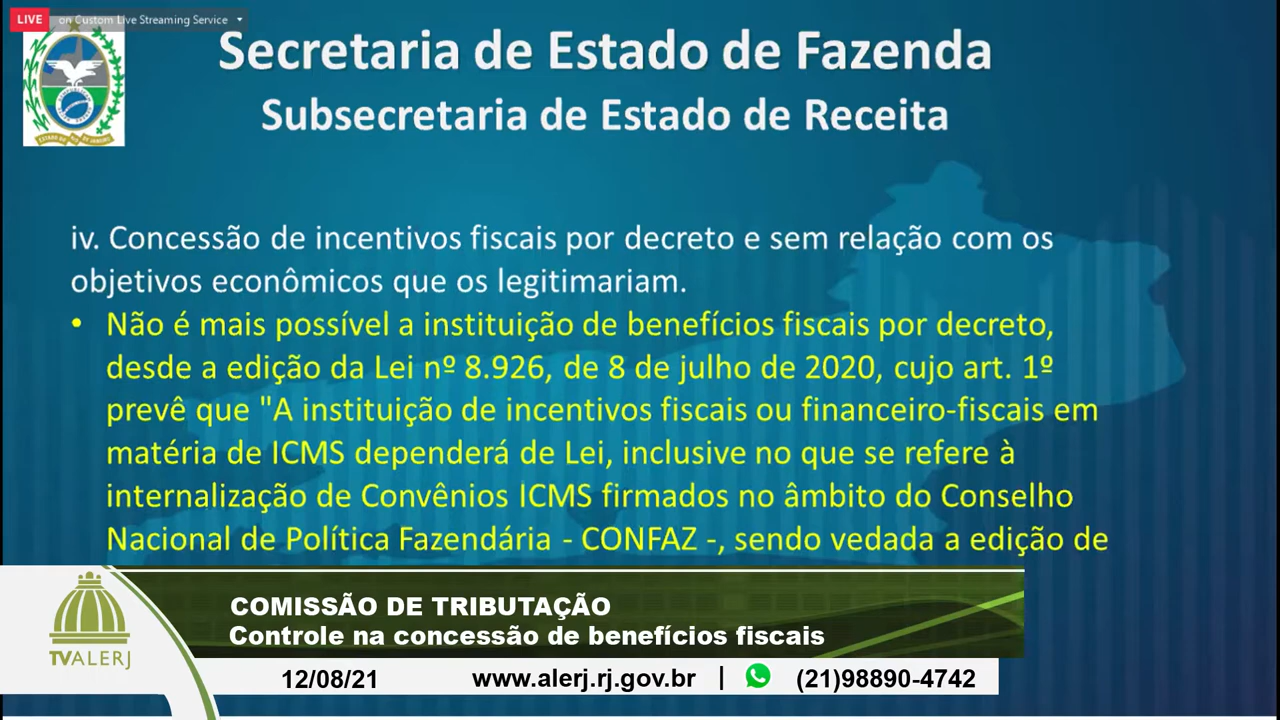 LIVE on Custom Live Streaming Service
Secretaria de Estado de Fazenda
Subsecretaria de Estado de Receita
iv. Concessão de incentivos fiscais por decreto e sem relação com os
objetivos econômicos que os legitimariam.
• Não é mais possível a instituição de benefícios fiscais por decreto,
desde a edição da Lei nº 8.926, de 8 de julho de 2020, cujo art. 1º
prevê que "A instituição de incentivos fiscais ou financeiro-fiscais em
matéria de ICMS dependerá de Lei, inclusive no que se refere à
internalização de Convênios ICMS firmados no âmbito do Conselho
Nacional de Política Fazendária - CONFAZ -, sendo vedada a edição de
COMISSÃO DE TRIBUTAÇÃO
Controle na concessão de benefícios fiscais
TVALERJ
12/08/21 www.alerj.rj.gov.br | (21)98890-4742